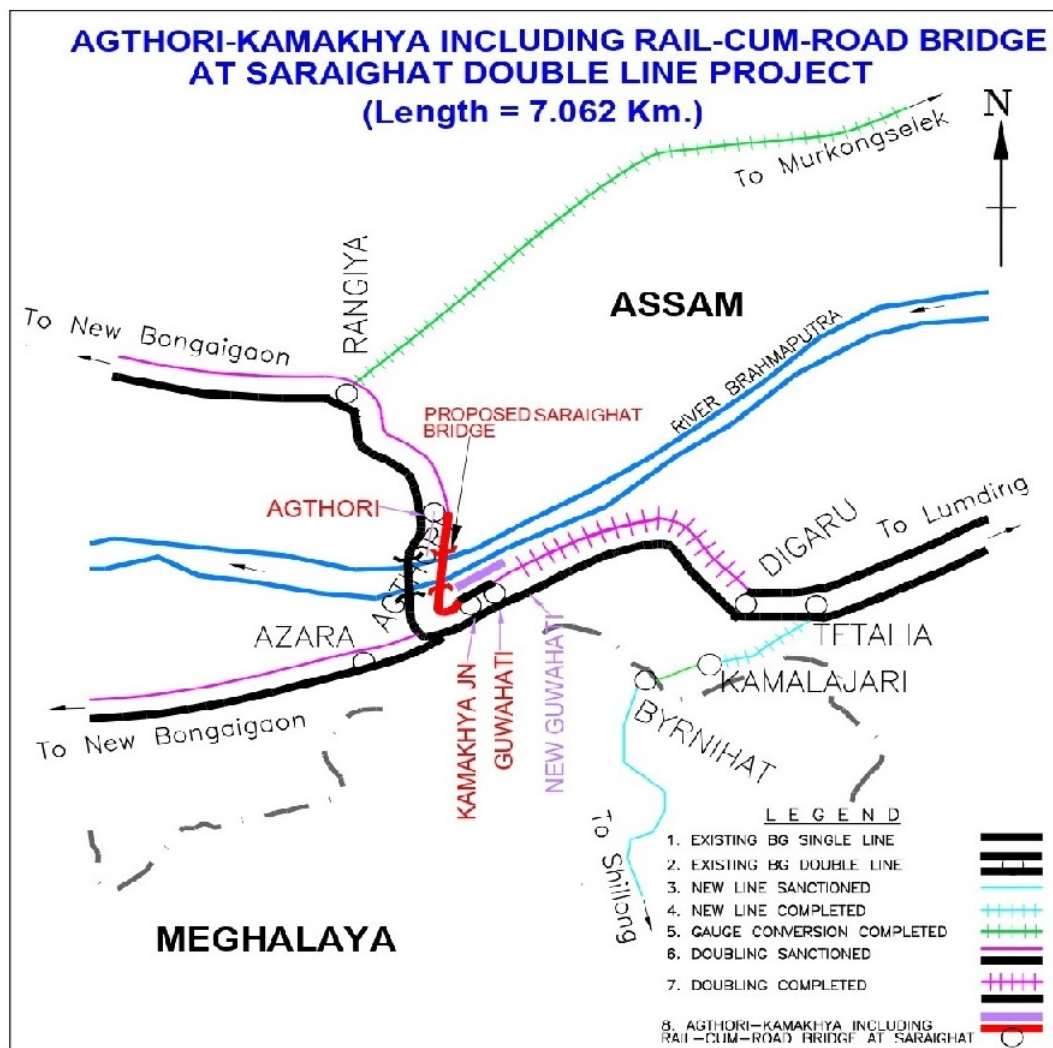 AGTHORI-KAMAKHYA INCLUDING RAIL-CUM-ROAD BRIDGE
AT SARAIGHAT DOUBLE LINE PROJECT
(Length = 7.062 Km.)
N
To Murkongselek
RANGIYA
ASSAM
To New Bongaigaon
RIVER BRAHMAPUTRA
PROPOSED SARAIGHAT
BRIDGE
AGTHORI
AGTHORI
To Lumding
DIGARU
AZARA
TETALIA
KAMALAJARI
To New Bongaigaon
KAMAKHYA JN
GUWAHATI
NEW GUWAHATI
BYRNIHAT
To Shillong
MEGHALAYA
LEGEND
1. EXISTING BG SINGLE LINE
2. EXISTING BG DOUBLE LINE
3. NEW LINE SANCTIONED
4. NEW LINE COMPLETED
5. GAUGE CONVERSION COMPLETED
6. DOUBLING SANCTIONED
7. DOUBLING COMPLETED
8. AGTHORI-KAMAKHYA INCLUDING
RAIL-CUM-ROAD BRIDGE AT SARAIGHAT